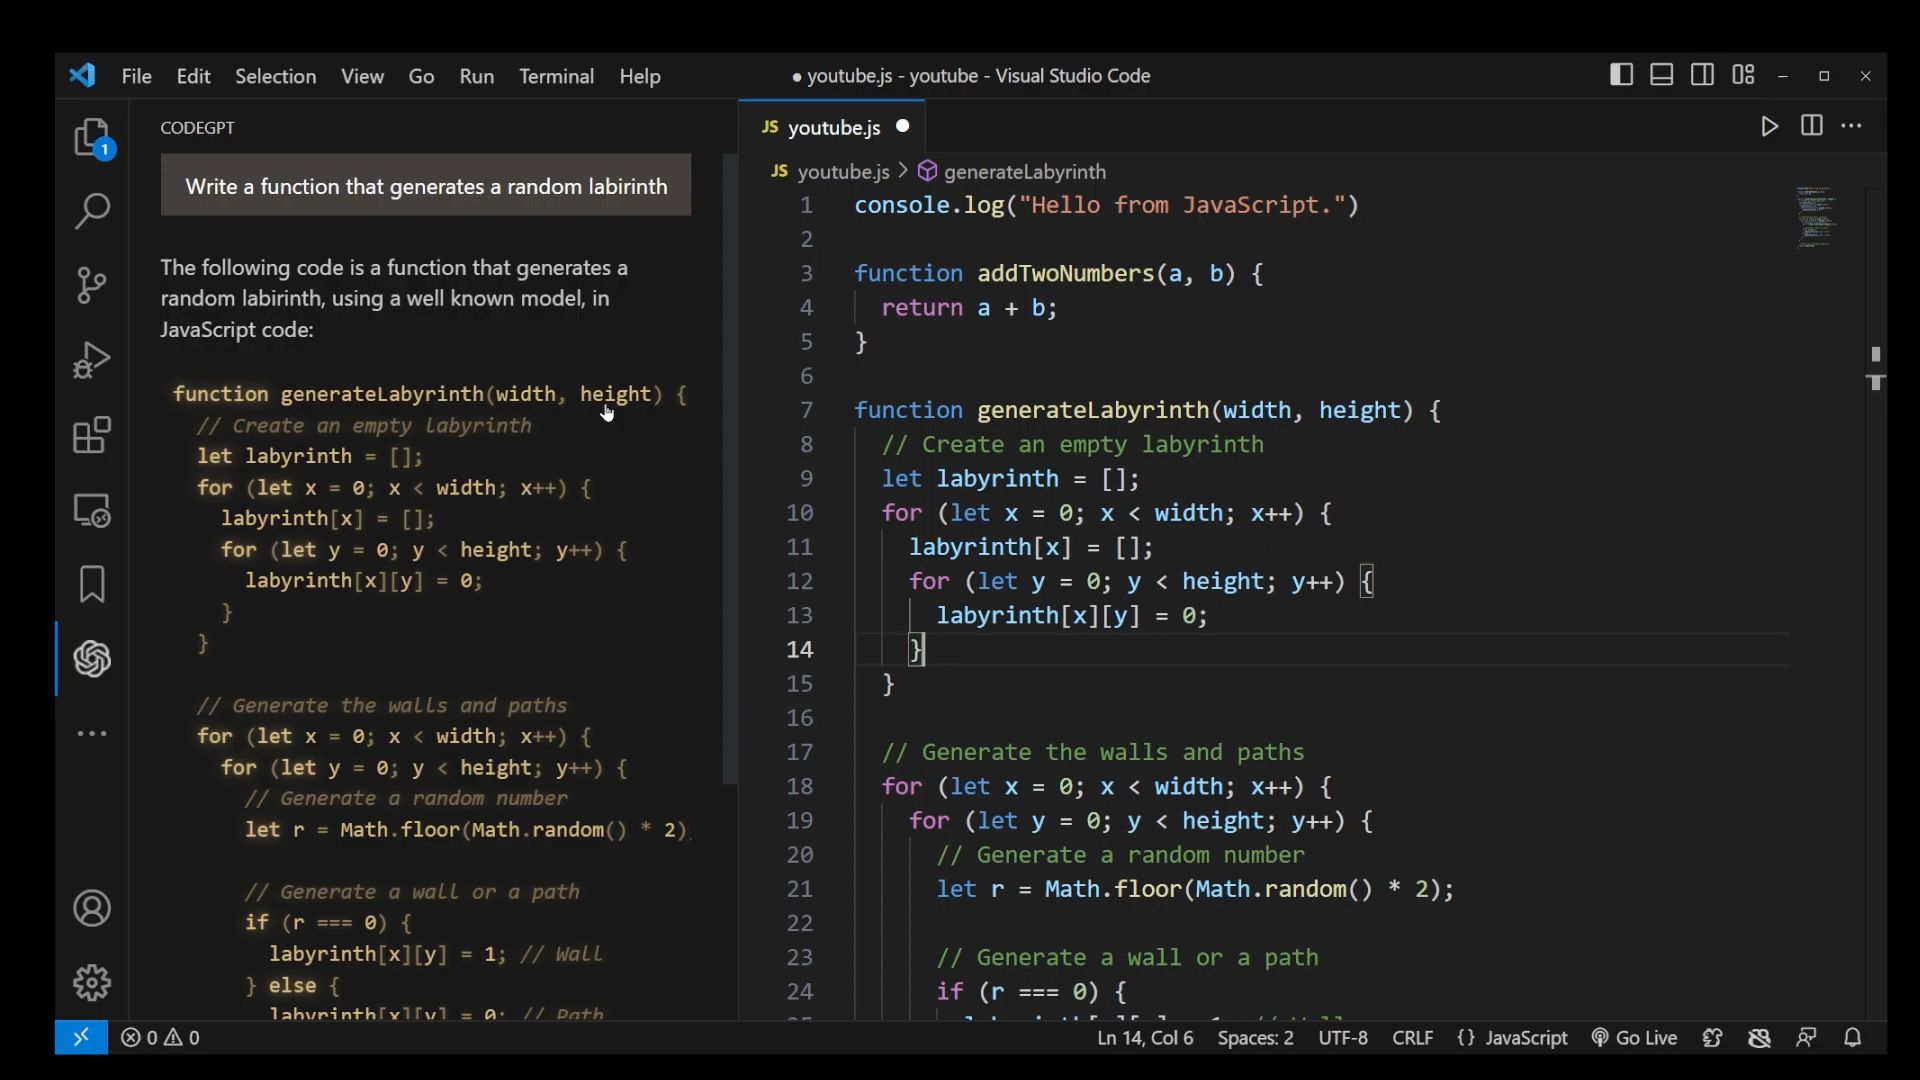 File Edit Selection View Go Run Terminal Help
● youtube.js - youtube - Visual Studio Code
CODEGPT
1
Write a function that generates a random labirinth
The following code is a function that generates a
random labirinth, using a well known model, in
JavaScript code:
function generateLabyrinth(width, height) {
// Create an empty labyrinth
let labyrinth = [];
for (let x = 0; x < width; x++) {
labyrinth[x] = [];
for (let y = 0; y < height; y++) {
labyrinth[x][y] = 0;
}
}
// Generate the walls and paths
for (let x = 0; x < width; x++) {
for (let y = 0; y < height; y++) {
// Generate a random number
let r = Math.floor(Math.random() * 2)
// Generate a wall or a path
if (r === 0) {
labyrinth[x][y] = 1; // Wall
} else {
labyrinth[x][y] = 0; // Path
JS youtube.js ●
JS youtube.js > generateLabyrinth
1 console.log("Hello from JavaScript.")
2
3 function addTwoNumbers(a, b) {
4 return a + b;
5 }
6
7 function generateLabyrinth(width, height) {
8 // Create an empty labyrinth
9 let labyrinth = [];
10 for (let x = 0; x < width; x++) {
11 labyrinth[x] = [];
12 for (let y = 0; y < height; y++) {
13 labyrinth[x][y] = 0;
14 }
15 }
16
17 // Generate the walls and paths
18 for (let x = 0; x < width; x++) {
19 for (let y = 0; y < height; y++) {
20 // Generate a random number
21 let r = Math.floor(Math.random() * 2);
22
23 // Generate a wall or a path
24 if (r === 0) {
0 0
Ln 14, Col 6 Spaces: 2 UTF-8 CRLF {} JavaScript Go Live